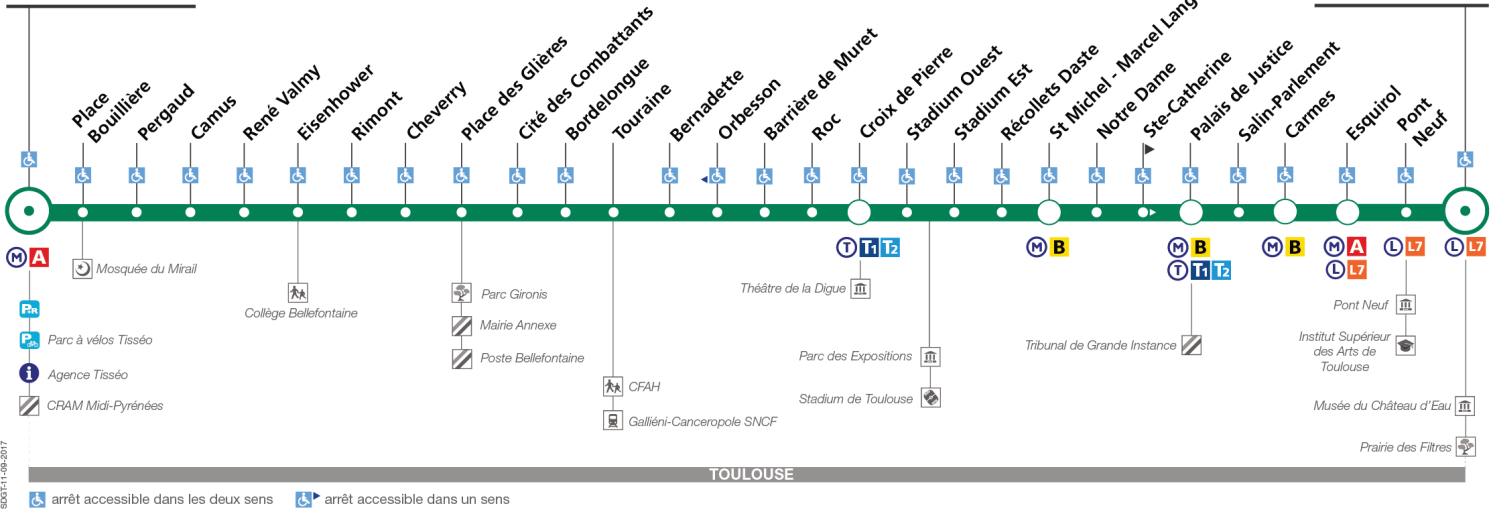 Place
Bouillière
Pergaud
Camus
René Valmy
Eisenhower
Rimont
Cheverry
Place des Glières
Cité des Combattants
Bordelongue
Touraine
Bernadette
Orbesson
Barrière de Muret
Roc
Croix de Pierre
Stadium Ouest
Stadium Est
Récollets Daste
St Michel - Marcel Lang
Notre Dame
Ste-Catherine
Palais de Justice
Salin-Parlement
Carmes
Esquirol
Pont
Neuf
M A
T T1 T2
M B
M B
T T1 T2
M B
M A
L L7
L L7
L L7
Mosquée du Mirail
P+R
Parc à vélos Tisséo
i Agence Tisséo
CRAM Midi-Pyrénées
Collège Bellefontaine
Parc Gironis
Mairie Annexe
Poste Bellefontaine
CFAH
Galliéni-Canceropole SNCF
Théâtre de la Digue
Parc des Expositions
Stadium de Toulouse
Tribunal de Grande Instance
Pont Neuf
Institut Supérieur
des Arts de
Toulouse
Musée du Château d'Eau
Prairie des Filtres
TOULOUSE
SDGT-11-09-2017
arrêt accessible dans les deux sens
arrêt accessible dans un sens